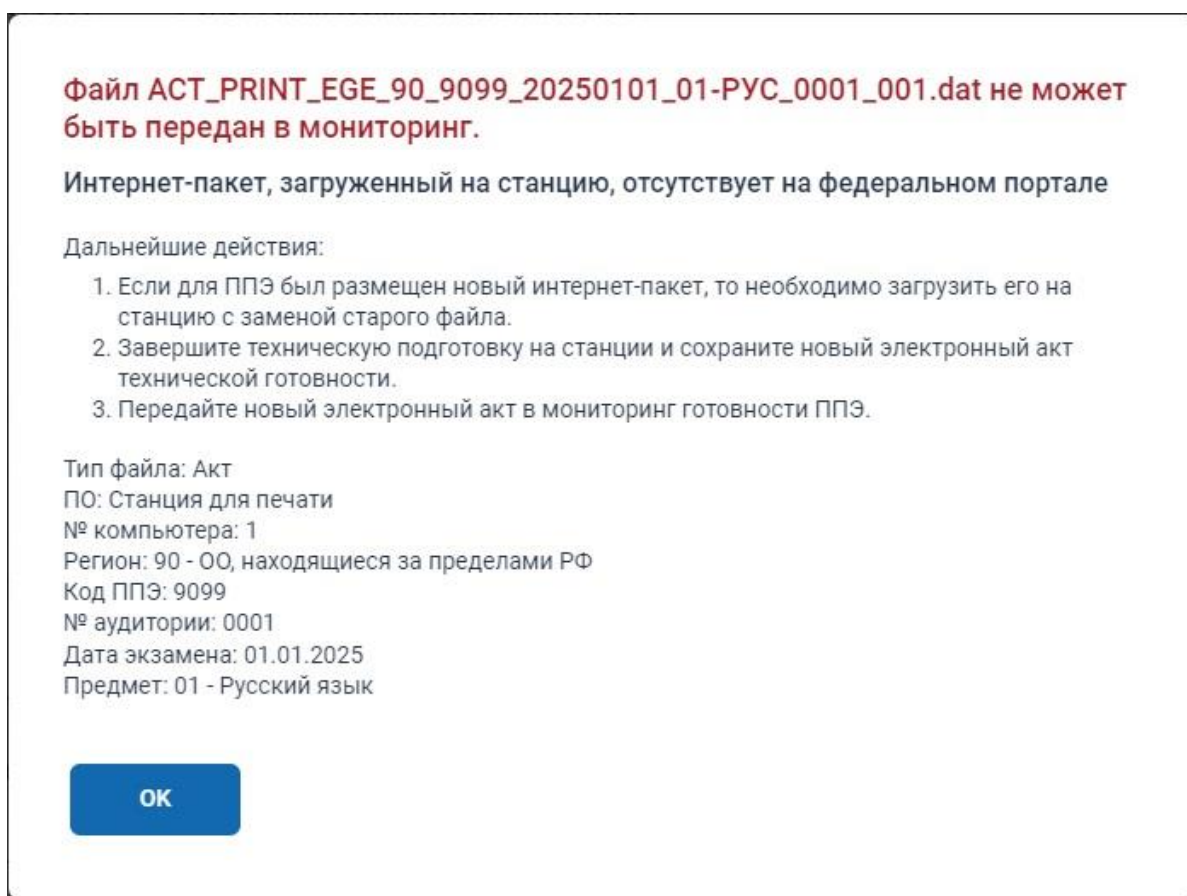 Файл ACT_PRINT_EGE_90_9099_20250101_01-РУС_0001_001.dat не может
быть передан в мониторинг.
Интернет-пакет, загруженный на станцию, отсутствует на федеральном портале
Дальнейшие действия:
1. Если для ППЭ был размещен новый интернет-пакет, то необходимо загрузить его на
станцию с заменой старого файла.
2. Завершите техническую подготовку на станции и сохраните новый электронный акт
технической готовности.
3. Передайте новый электронный акт в мониторинг готовности ППЭ.
Тип файла: Акт
ПО: Станция для печати
№ компьютера: 1
Регион: 90 - ОО, находящиеся за пределами РФ
Код ППЭ: 9099
№ аудитории: 0001
Дата экзамена: 01.01.2025
Предмет: 01 - Русский язык
ОК